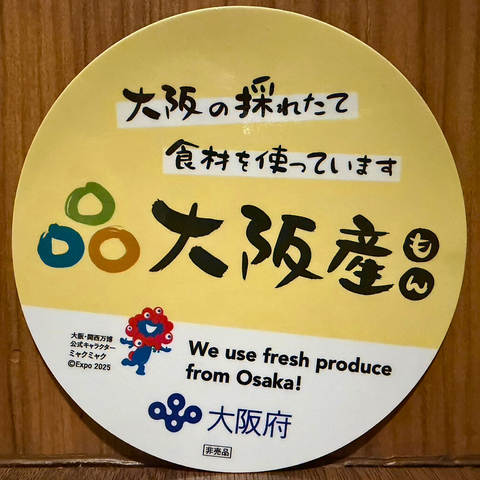 大阪の採れたて
食材を使っています
大阪産もん
大阪・関西万博
公式キャラクター
ミャクミャク
©Expo 2025
We use fresh produce
from Osaka!
大阪府
非売品